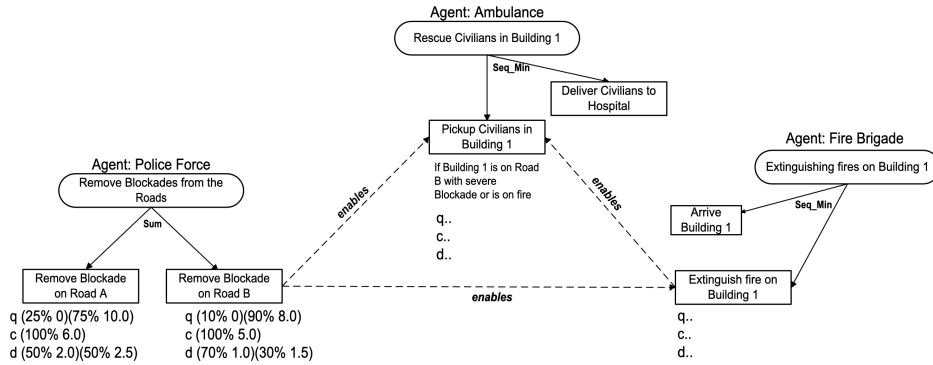 Agent: Ambulance
Rescue Civilians in Building 1
Seq_Min
Deliver Civilians to
Hospital
Pickup Civilians in
Building 1
If Building 1 is on Road
B with severe
Blockade or is on fire
q..
c..
d..
Agent: Police Force
Remove Blockades from the
Roads
Sum
Remove Blockade
on Road A
q (25% 0)(75% 10.0)
c (100% 6.0)
d (50% 2.0)(50% 2.5)
Remove Blockade
on Road B
q (10% 0)(90% 8.0)
c (100% 5.0)
d (70% 1.0)(30% 1.5)
enables
enables
enables
Agent: Fire Brigade
Extinguishing fires on Building 1
Seq_Min
Arrive
Building 1
Extinguish fire on
Building 1
q..
c..
d..